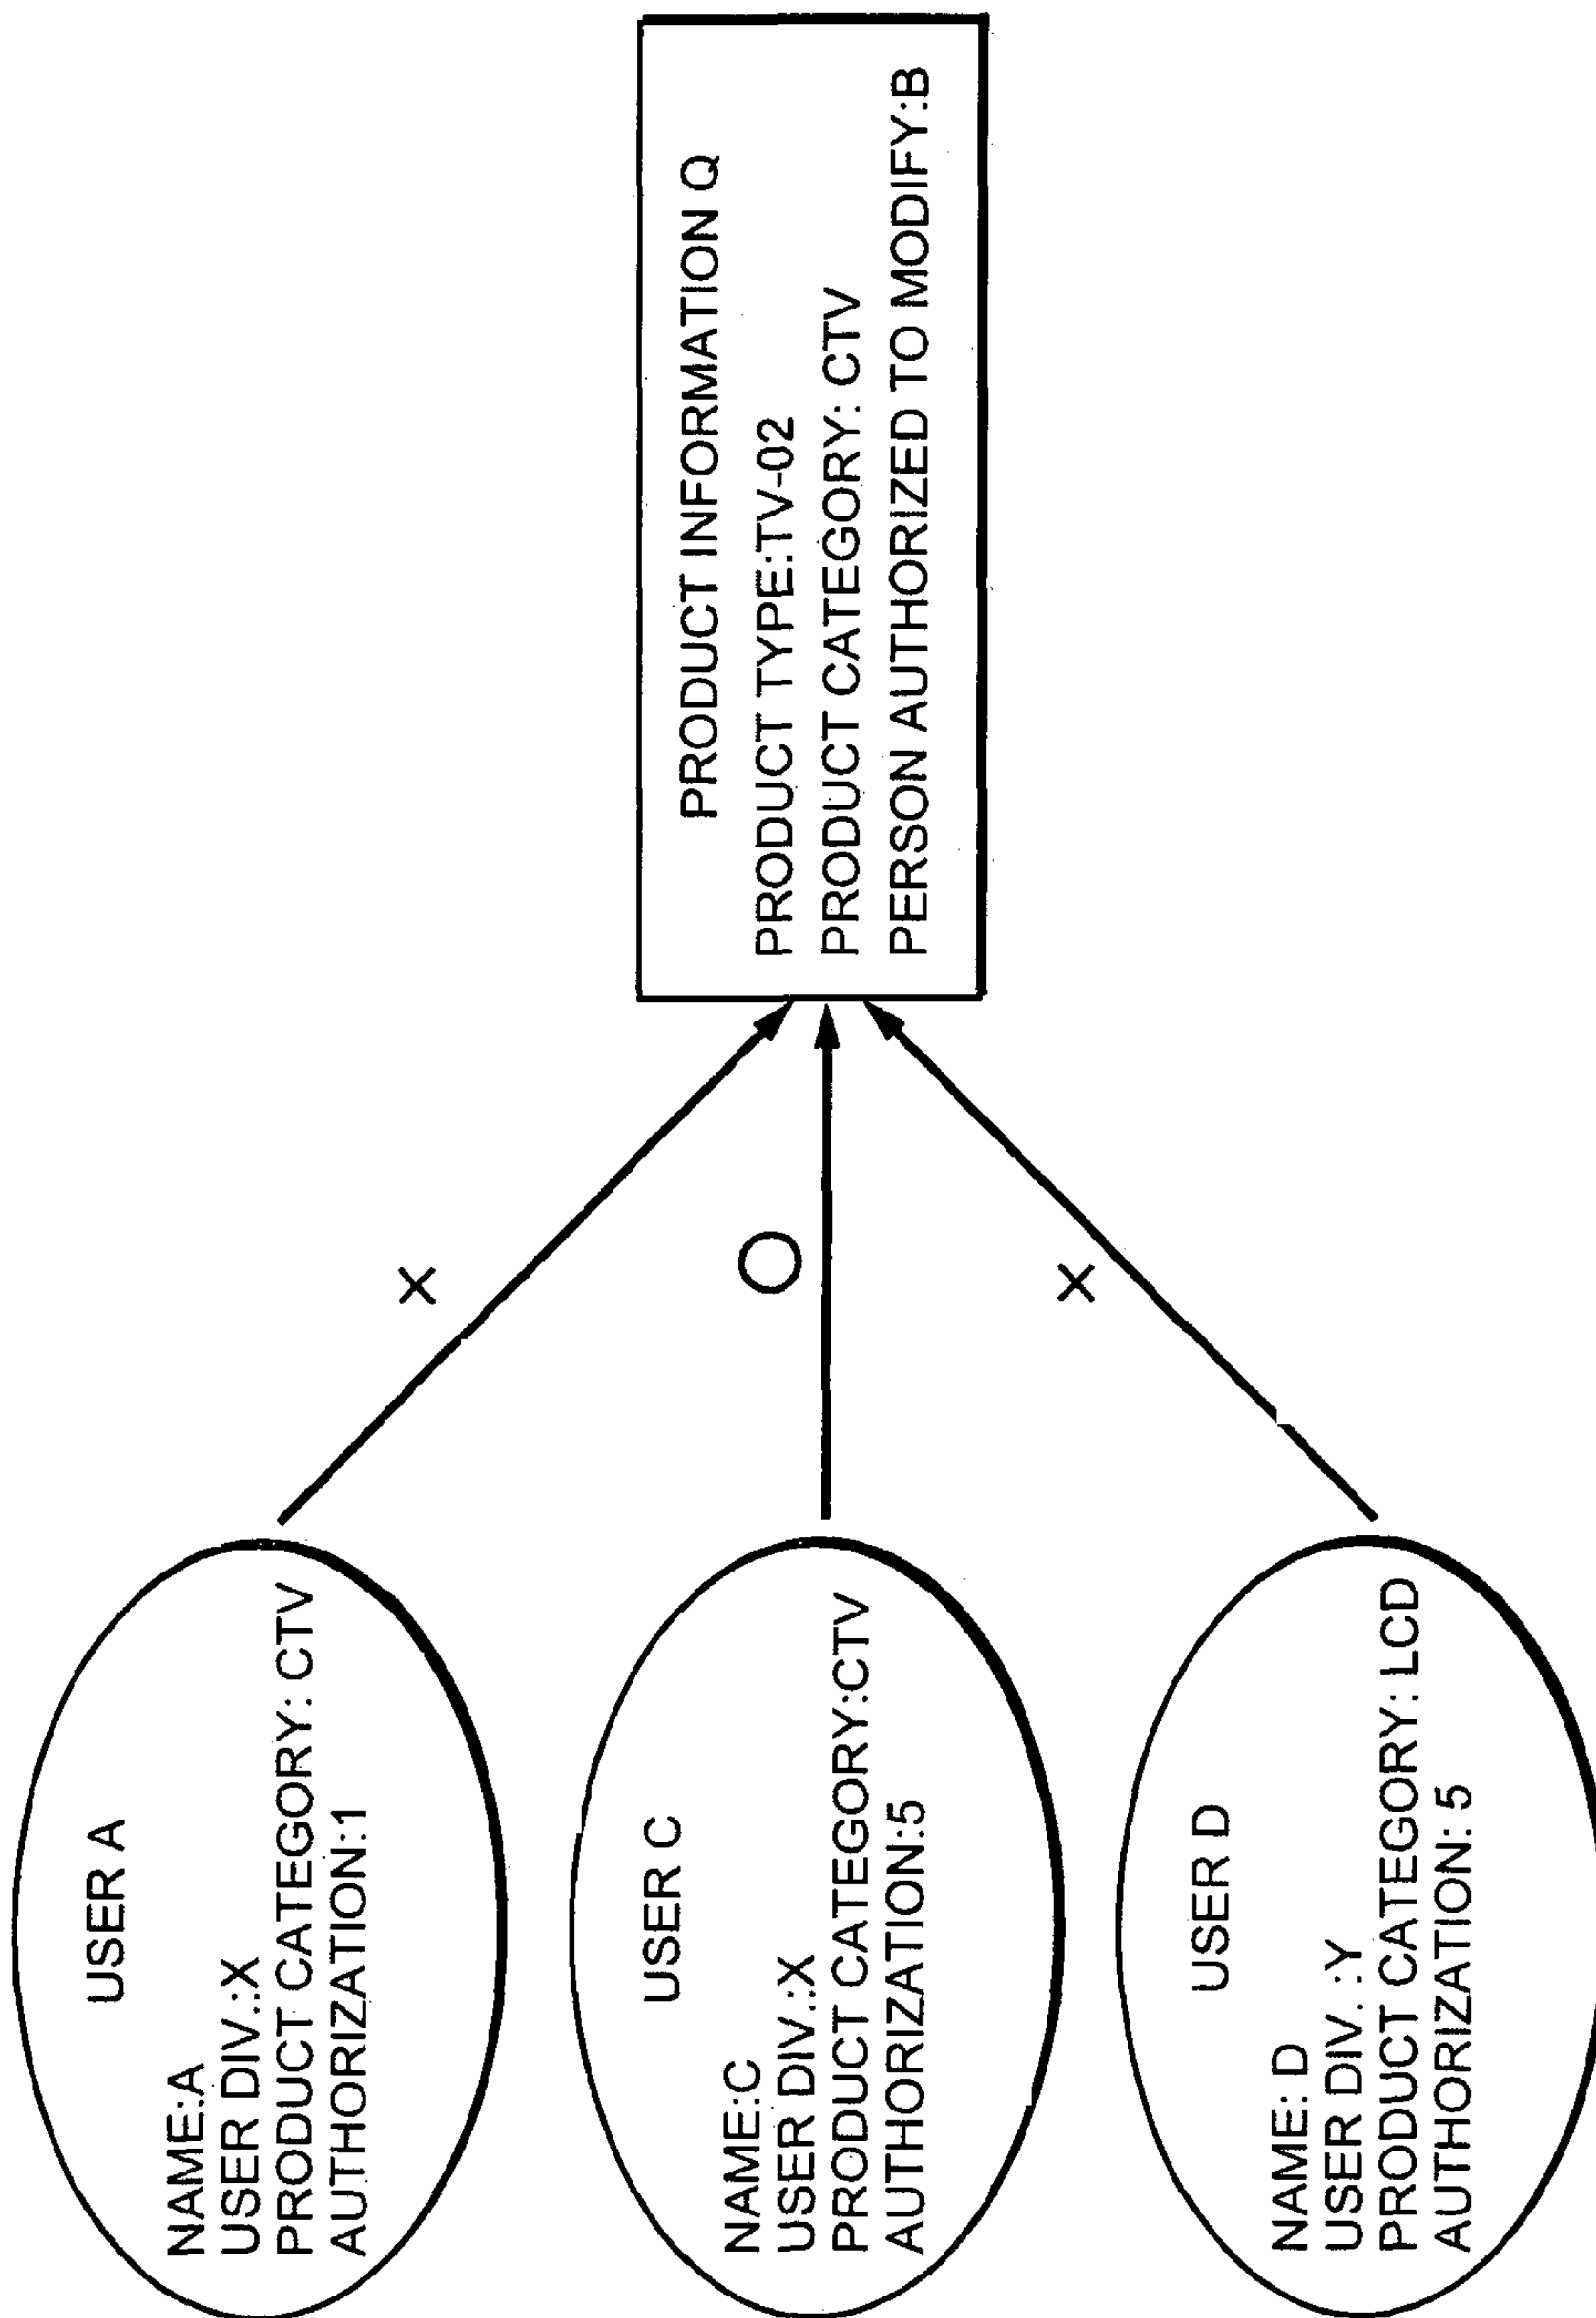 USER A
NAME:A
USER DIV.:X
PRODUCT CATEGORY: CTV
AUTHORIZATION:1
USER C
NAME:C
USER DIV.:X
PRODUCT CATEGORY:CTV
AUTHORIZATION:5
USER D
NAME: D
USER DIV. :Y
PRODUCT CATEGORY: LCD
AUTHORIZATION: 5
×
○
×
PRODUCT INFORMATION Q
PRODUCT TYPE:TV-02
PRODUCT CATEGORY: CTV
PERSON AUTHORIZED TO MODIFY:B